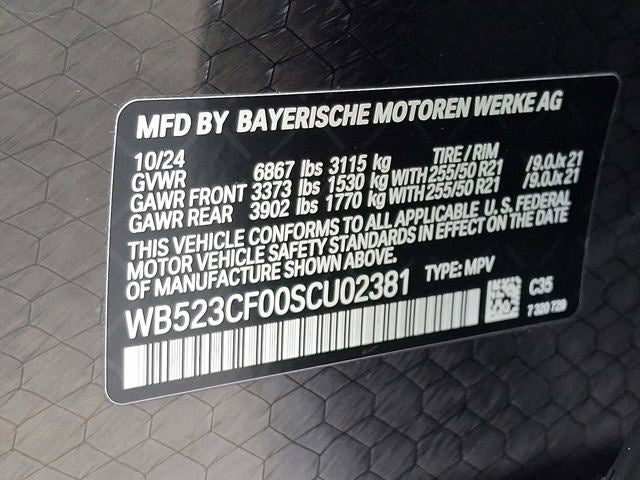 MFD BY BAYERISCHE MOTOREN WERKE AG
10/24 TIRE / RIM
GVWR 6867 lbs 3115 kg
GAWR FRONT 3373 lbs 1530 kg WITH 255/50 R21 /9.0Jx21
GAWR REAR 3902 lbs 1770 kg WITH 255/50 R21 /9.0Jx21
THIS VEHICLE CONFORMS TO ALL APPLICABLE U.S. FEDERAL
MOTOR VEHICLE SAFETY STANDARDS IN EFFECT ON THE DATE
OF MANUFACTURE SHOWN ABOVE.
WB523CF00SCU02381 TYPE: MPV
C35
7 320 720